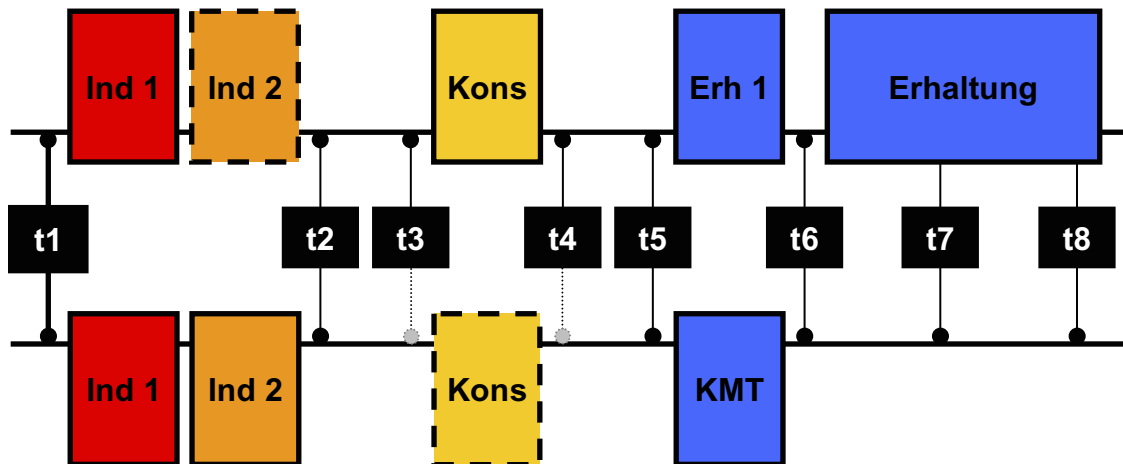 Ind 1
Ind 2
Kons
Erh 1
Erhaltung
t1
t2
t3
t4
t5
t6
t7
t8
Ind 1
Ind 2
Kons
KMT